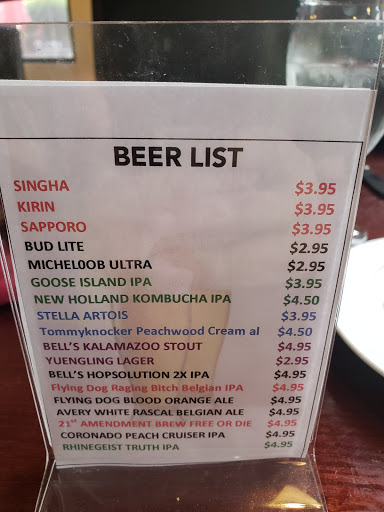 BEER LIST
SINGHA $3.95
KIRIN $3.95
SAPPORO $3.95
BUD LITE $2.95
MICHEL0OB ULTRA $2.95
GOOSE ISLAND IPA $3.95
NEW HOLLAND KOMBUCHA IPA $4.50
STELLA ARTOIS $3.95
Tommyknocker Peachwood Cream al $4.50
BELL'S KALAMAZOO STOUT $4.95
YUENGLING LAGER $2.95
BELL'S HOPSOLUTION 2X IPA $4.95
Flying Dog Raging Bitch Belgian IPA $4.95
FLYING DOG BLOOD ORANGE ALE $4.95
AVERY WHITE RASCAL BELGIAN ALE $4.95
21st AMENDMENT BREW FREE OR DIE $4.95
CORONADO PEACH CRUISER IPA $4.95
RHINEGEIST TRUTH IPA $4.95